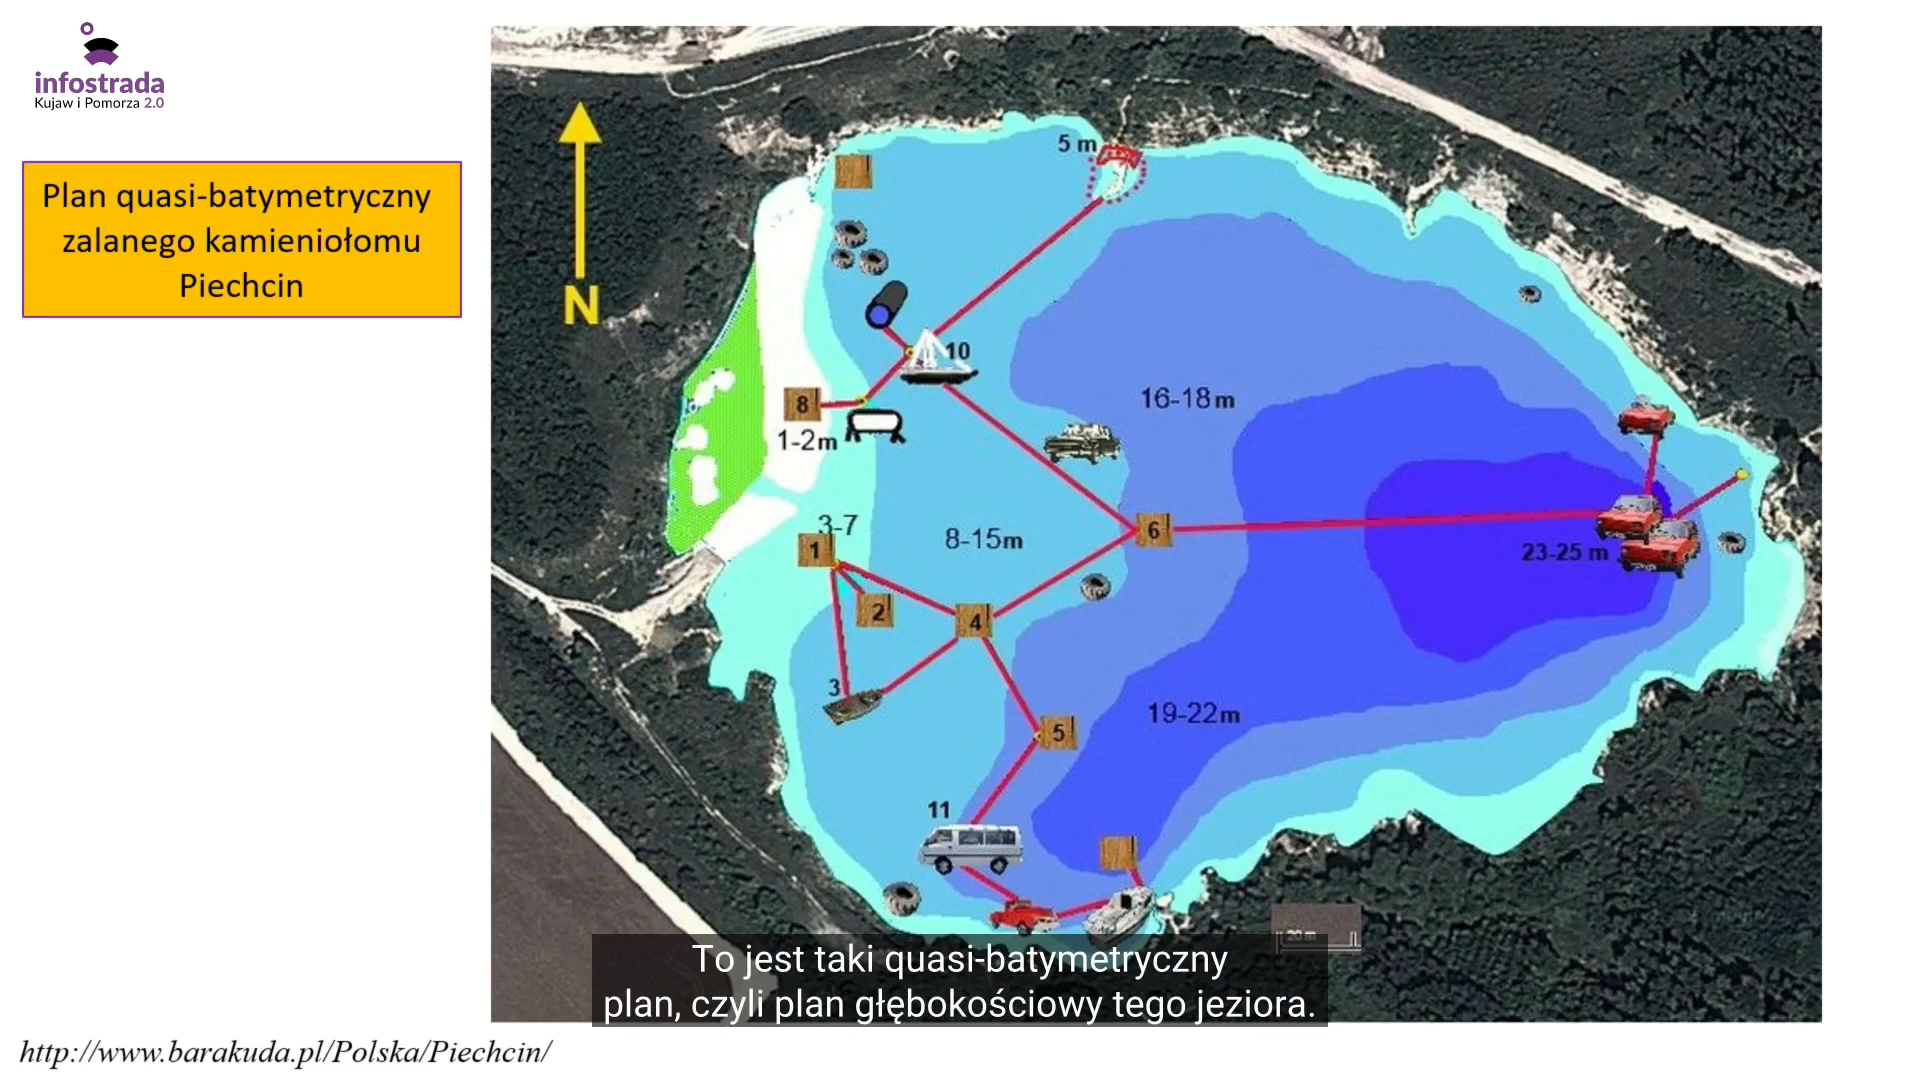 infostrada
Kujaw i Pomorza 2.0
Plan quasi-batymetryczny
zalanego kamieniołomu
Piechcin
N
5 m
10
16-18m
8
1-2m
3-7
1
8-15m
6
23-25 m
2
4
3
19-22m
5
11
20 m
To jest taki quasi-batymetryczny
plan, czyli plan głębokościowy tego jeziora.
http://www.barakuda.pl/Polska/Piechcin/